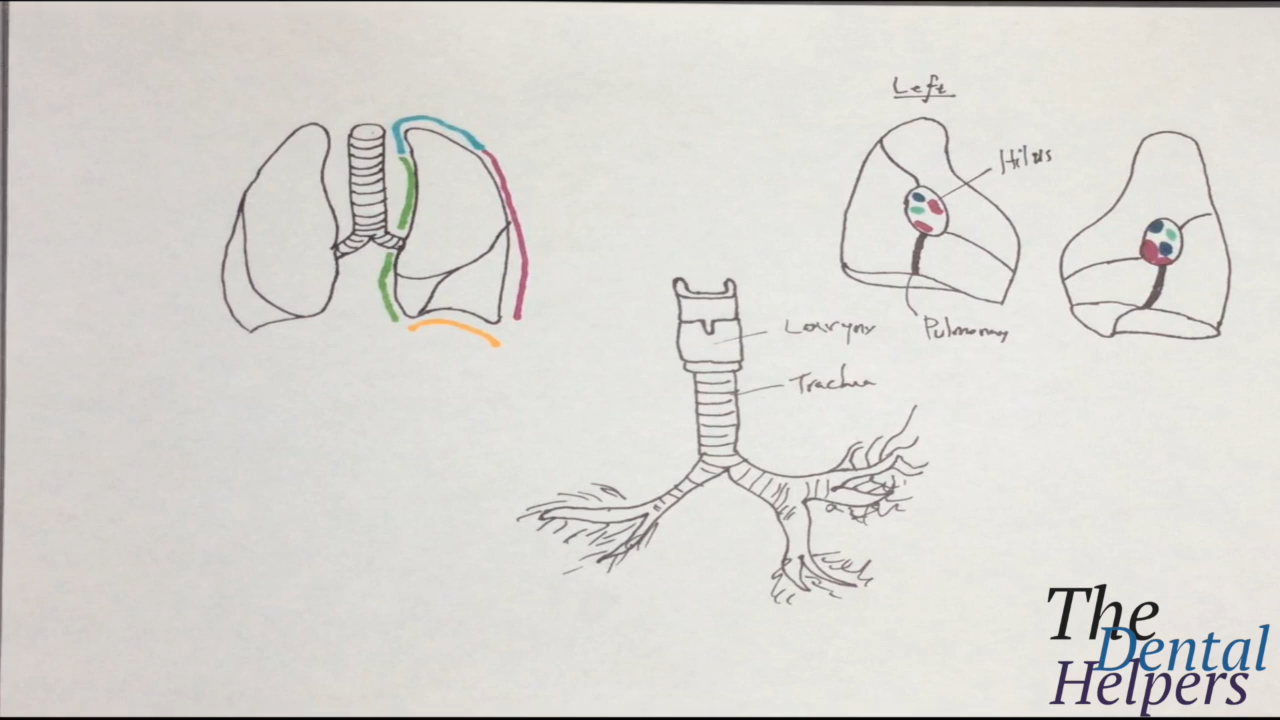 Left
Hilus
Larynx
Pulmonary
Trachea
The
Dental
Helpers